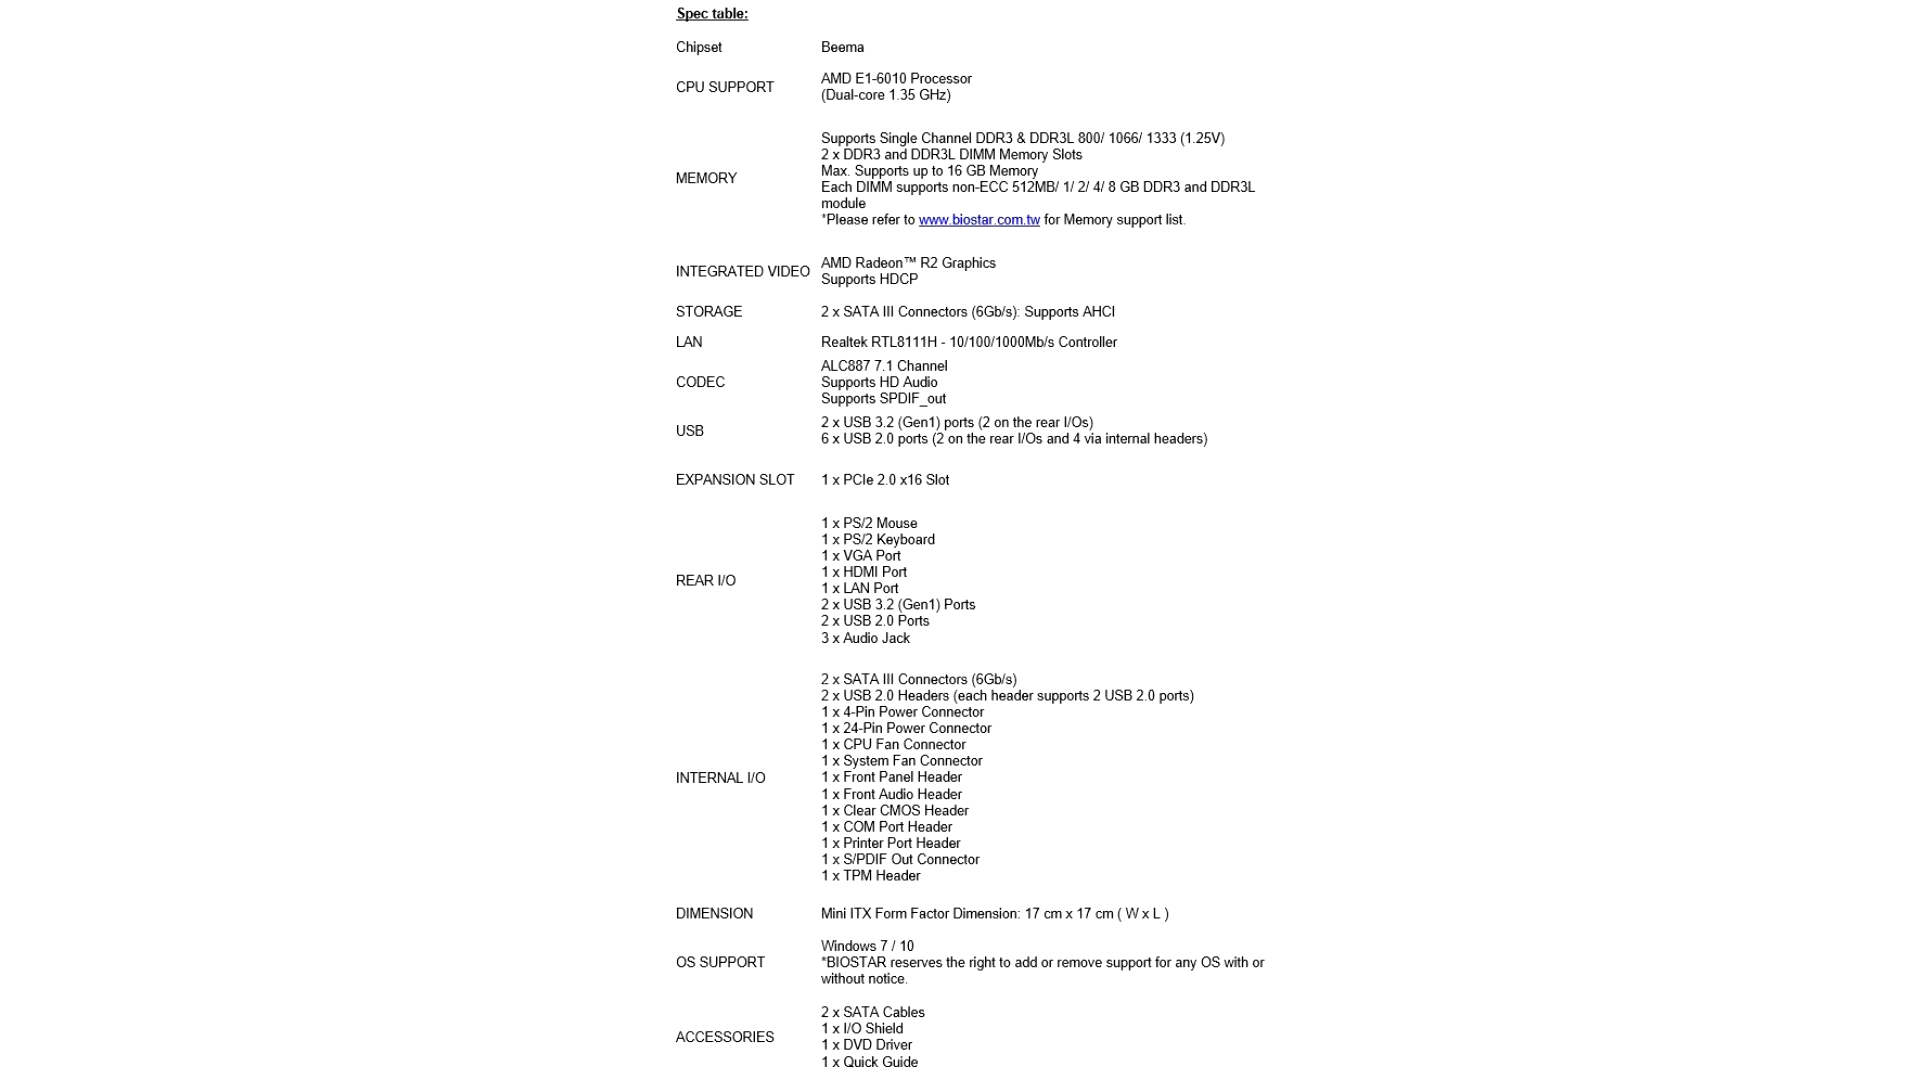 Spec table:
Chipset
Beema
CPU SUPPORT
AMD E1-6010 Processor
(Dual-core 1.35 GHz)
MEMORY
Supports Single Channel DDR3 & DDR3L 800/ 1066/ 1333 (1.25V)
2 x DDR3 and DDR3L DIMM Memory Slots
Max. Supports up to 16 GB Memory
Each DIMM supports non-ECC 512MB/ 1/ 2/ 4/ 8 GB DDR3 and DDR3L
module
*Please refer to www.biostar.com.tw for Memory support list.
INTEGRATED VIDEO
AMD Radeon™ R2 Graphics
Supports HDCP
STORAGE
2 x SATA III Connectors (6Gb/s): Supports AHCI
LAN
Realtek RTL8111H - 10/100/1000Mb/s Controller
CODEC
ALC887 7.1 Channel
Supports HD Audio
Supports SPDIF_out
USB
2 x USB 3.2 (Gen1) ports (2 on the rear I/Os)
6 x USB 2.0 ports (2 on the rear I/Os and 4 via internal headers)
EXPANSION SLOT
1 x PCIe 2.0 x16 Slot
REAR I/O
1 x PS/2 Mouse
1 x PS/2 Keyboard
1 x VGA Port
1 x HDMI Port
1 x LAN Port
2 x USB 3.2 (Gen1) Ports
2 x USB 2.0 Ports
3 x Audio Jack
INTERNAL I/O
2 x SATA III Connectors (6Gb/s)
2 x USB 2.0 Headers (each header supports 2 USB 2.0 ports)
1 x 4-Pin Power Connector
1 x 24-Pin Power Connector
1 x CPU Fan Connector
1 x System Fan Connector
1 x Front Panel Header
1 x Front Audio Header
1 x Clear CMOS Header
1 x COM Port Header
1 x Printer Port Header
1 x S/PDIF Out Connector
1 x TPM Header
DIMENSION
Mini ITX Form Factor Dimension: 17 cm x 17 cm ( W x L )
OS SUPPORT
Windows 7 / 10
*BIOSTAR reserves the right to add or remove support for any OS with or
without notice.
ACCESSORIES
2 x SATA Cables
1 x I/O Shield
1 x DVD Driver
1 x Quick Guide